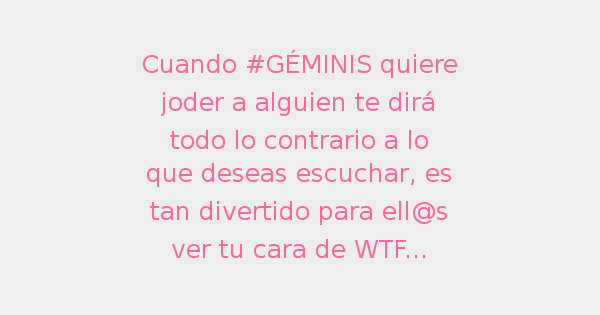 Cuando #GÉMINIS quiere
joder a alguien te dirá
todo lo contrario a lo
que deseas escuchar, es
tan divertido para ell@s
ver tu cara de WTF...